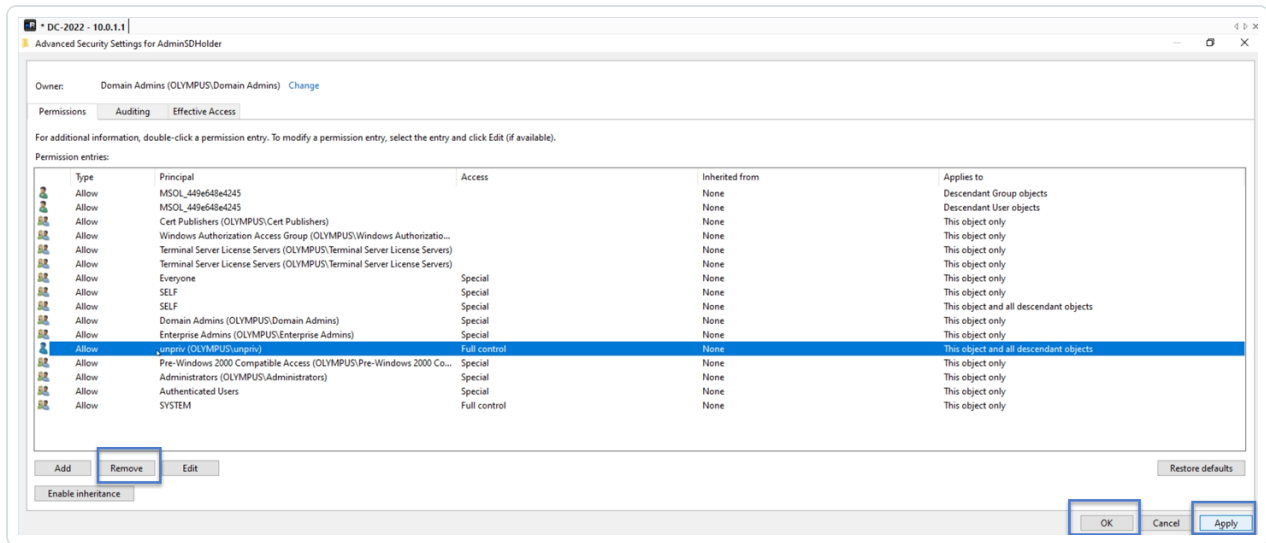 * DC-2022 - 10.0.1.1
Advanced Security Settings for AdminSDHolder
Owner: Domain Admins (OLYMPUS\Domain Admins) Change
Permissions Auditing Effective Access
For additional information, double-click a permission entry. To modify a permission entry, select the entry and click Edit (if available).
Permission entries:
Type Principal Access Inherited from Applies to
Allow MSOL_449e648e4245 None Descendant Group objects
Allow MSOL_449e648e4245 None Descendant User objects
Allow Cert Publishers (OLYMPUS\Cert Publishers) None This object only
Allow Windows Authorization Access Group (OLYMPUS\Windows Authorizatio... None This object only
Allow Terminal Server License Servers (OLYMPUS\Terminal Server License Servers) None This object only
Allow Terminal Server License Servers (OLYMPUS\Terminal Server License Servers) None This object only
Allow Everyone Special None This object only
Allow SELF Special None This object only
Allow SELF Special None This object and all descendant objects
Allow Domain Admins (OLYMPUS\Domain Admins) Special None This object only
Allow Enterprise Admins (OLYMPUS\Enterprise Admins) Special None This object only
Allow unpriv (OLYMPUS\unpriv) Full control None This object and all descendant objects
Allow Pre-Windows 2000 Compatible Access (OLYMPUS\Pre-Windows 2000 Co... Special None This object only
Allow Administrators (OLYMPUS\Administrators) Special None This object only
Allow Authenticated Users Special None This object only
Allow SYSTEM Full control None This object only
Add Remove Edit Restore defaults
Enable inheritance
OK Cancel Apply